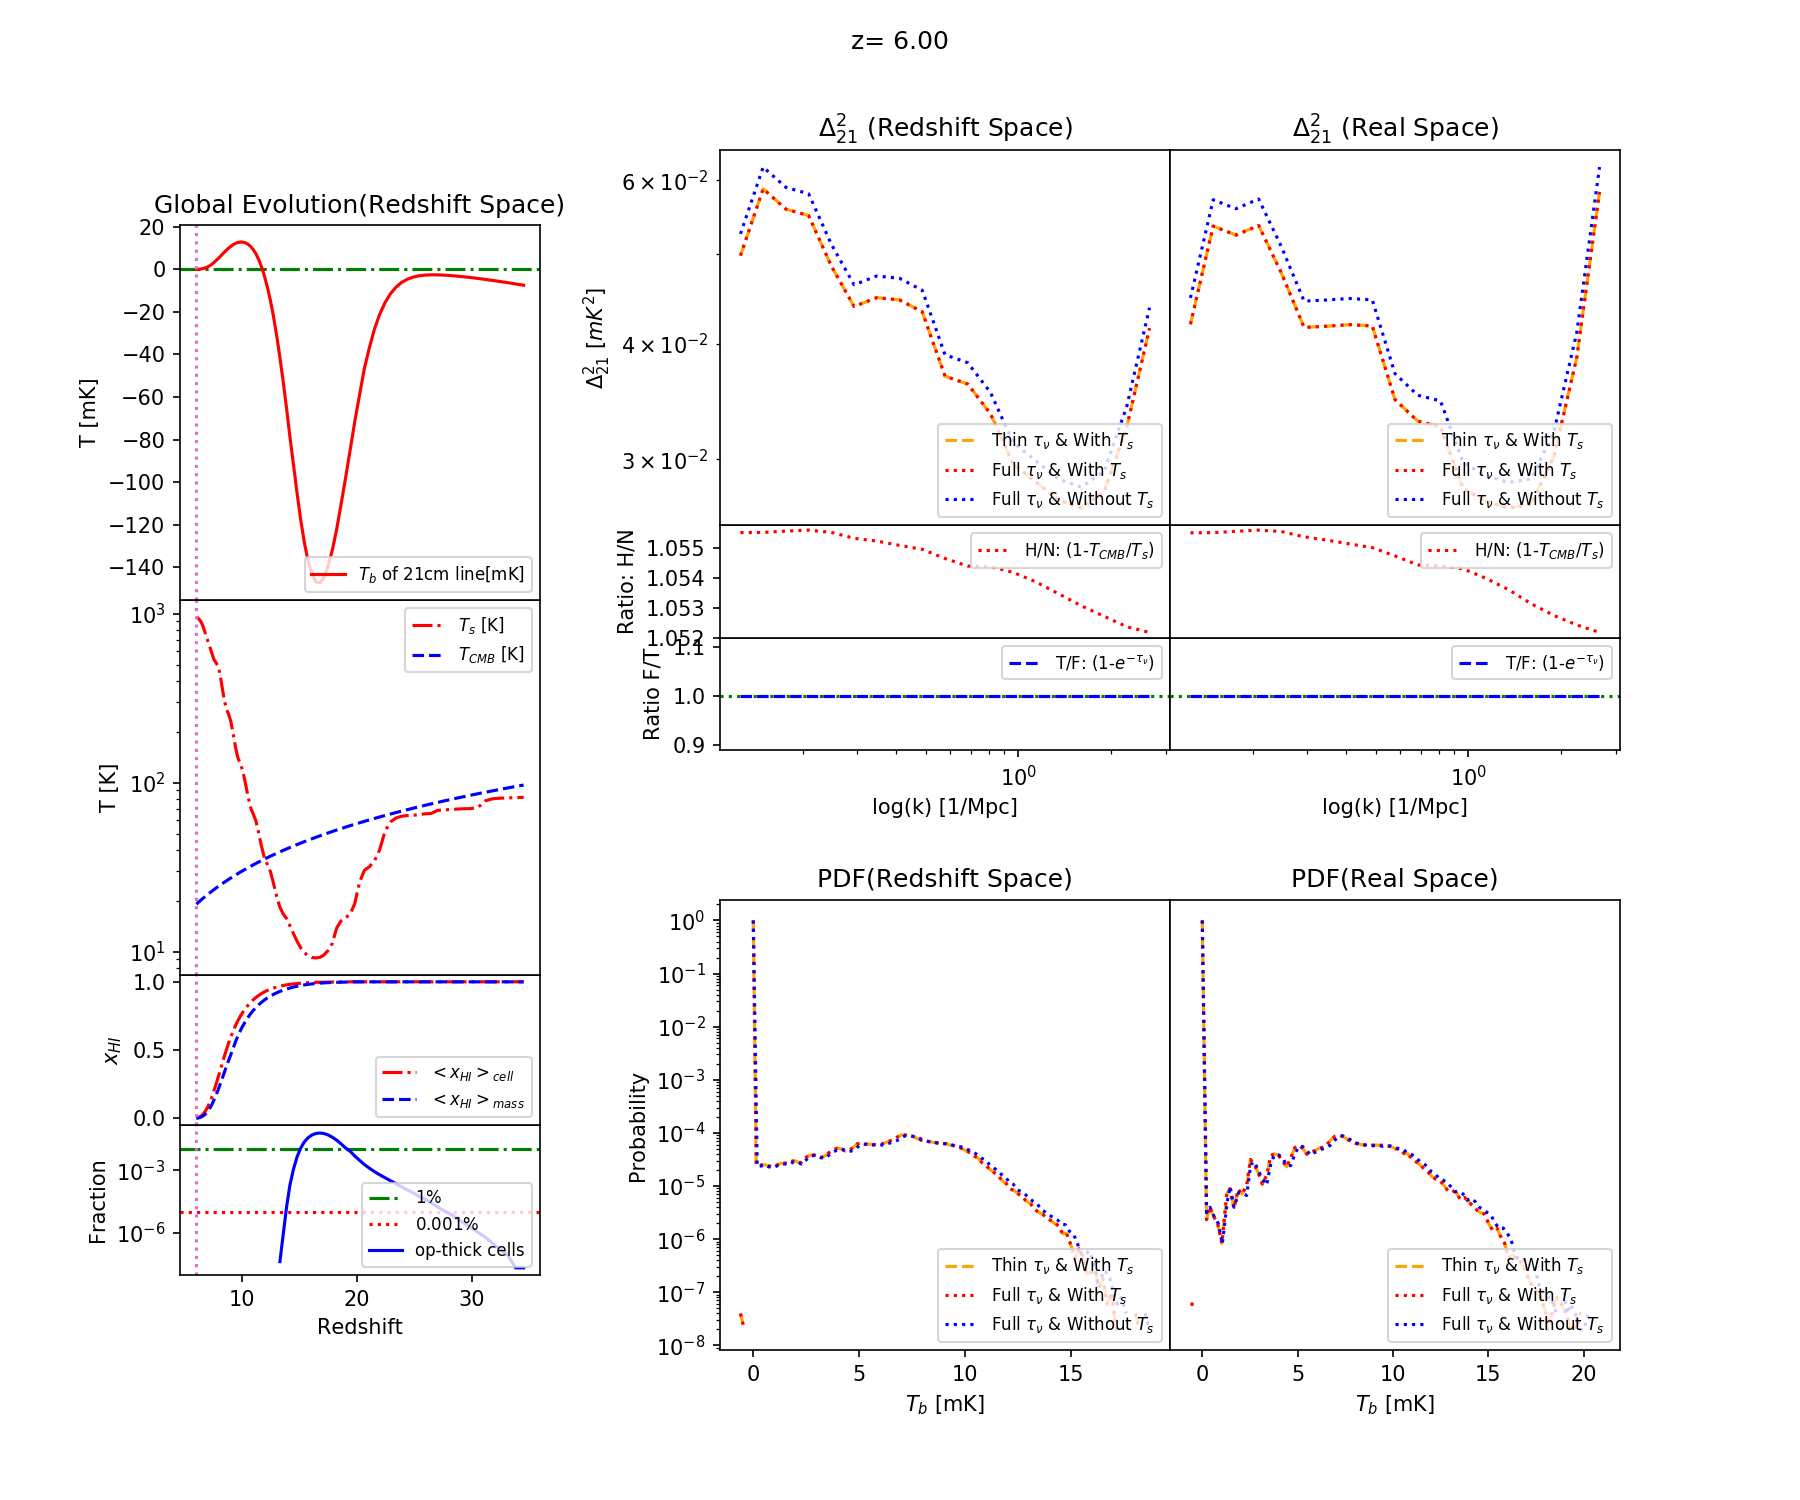 z= 6.00
Global Evolution(Redshift Space)
20
0
−20
−40
−60
−80
−100
−120
−140
T [mK]
T_b of 21cm line[mK]
10^3
10^2
10^1
T [K]
T_s [K]
T_CMB [K]
1.0
0.5
0.0
x_HI
< x_HI >_cell
< x_HI >_mass
10^−3
10^−6
Fraction
1%
0.001%
op-thick cells
10 20 30
Redshift
Δ^2_21 (Redshift Space)
Δ^2_21 (Real Space)
6 × 10^−2
4 × 10^−2
3 × 10^−2
Δ^2_21 [mK^2]
Thin τ_ν & With T_s
Full τ_ν & With T_s
Full τ_ν & Without T_s
Thin τ_ν & With T_s
Full τ_ν & With T_s
Full τ_ν & Without T_s
1.055
1.054
1.053
1.052
Ratio: H/N
H/N: (1-T_CMB/T_s)
H/N: (1-T_CMB/T_s)
1.1
1.0
0.9
Ratio F/T
T/F: (1-e^−τ_ν)
T/F: (1-e^−τ_ν)
10^0
10^0
log(k) [1/Mpc]
log(k) [1/Mpc]
PDF(Redshift Space)
PDF(Real Space)
10^0
10^−1
10^−2
10^−3
10^−4
10^−5
10^−6
10^−7
10^−8
Probability
Thin τ_ν & With T_s
Full τ_ν & With T_s
Full τ_ν & Without T_s
Thin τ_ν & With T_s
Full τ_ν & With T_s
Full τ_ν & Without T_s
0 5 10 15
0 5 10 15 20
T_b [mK]
T_b [mK]